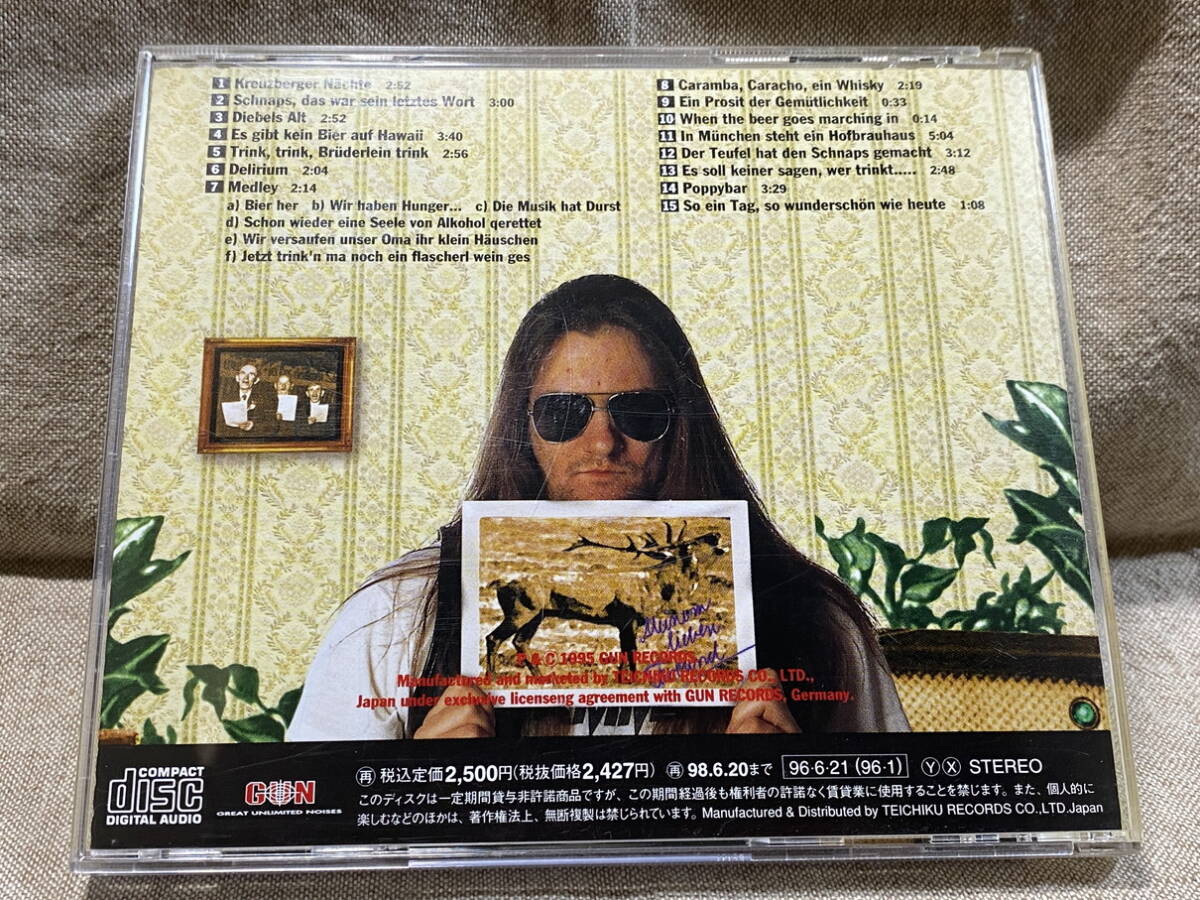 1 Kreuzberger Nächte 2:52
2 Schnaps, das war sein letztes Wort 3:00
3 Diebels Alt 2:52
4 Es gibt kein Bier auf Hawaii 3:40
5 Trink, trink, Brüderlein trink 2:56
6 Delirium 2:04
7 Medley 2:14
a) Bier her b) Wir haben Hunger... c) Die Musik hat Durst
d) Schon wieder eine Seele von Alkohol qerettet
e) Wir versaufen unser Oma ihr klein Häuschen
f) Jetzt trink'n ma noch ein flascherl wein ges
8 Caramba, Caracho, ein Whisky 2:19
9 Ein Prosit der Gemütlichkeit 0:33
10 When the beer goes marching in 0:14
11 In München steht ein Hofbrauhaus 5:04
12 Der Teufel hat den Schnaps gemacht 3:12
13 Es soll keiner sagen, wer trinkt..... 2:48
14 Poppybar 3:29
15 So ein Tag, so wunderschön wie heute 1:08
lieben
P & C 1995 GUN RECORDS
Manufactured and marketed by TEICHIKU RECORDS CO., LTD.,
Japan under exclusive licenseng agreement with GUN RECORDS, Germany.
COMPACT
disc
DIGITAL AUDIO
GUN
GREAT UNLIMITED NOISES
再 税込定価2,500円(税抜価格2,427円) 再 98.6.20まで 96·6·21 (96·1) Y X STEREO
このディスクは一定期間貸与非許諾商品ですが、この期間経過後も権利者の許諾なく賃貸業に使用することを禁じます。また、個人的に
楽しむなどのほかは、著作権法上、無断複製は禁じられています。Manufactured & Distributed by TEICHIKU RECORDS CO.,LTD.Japan